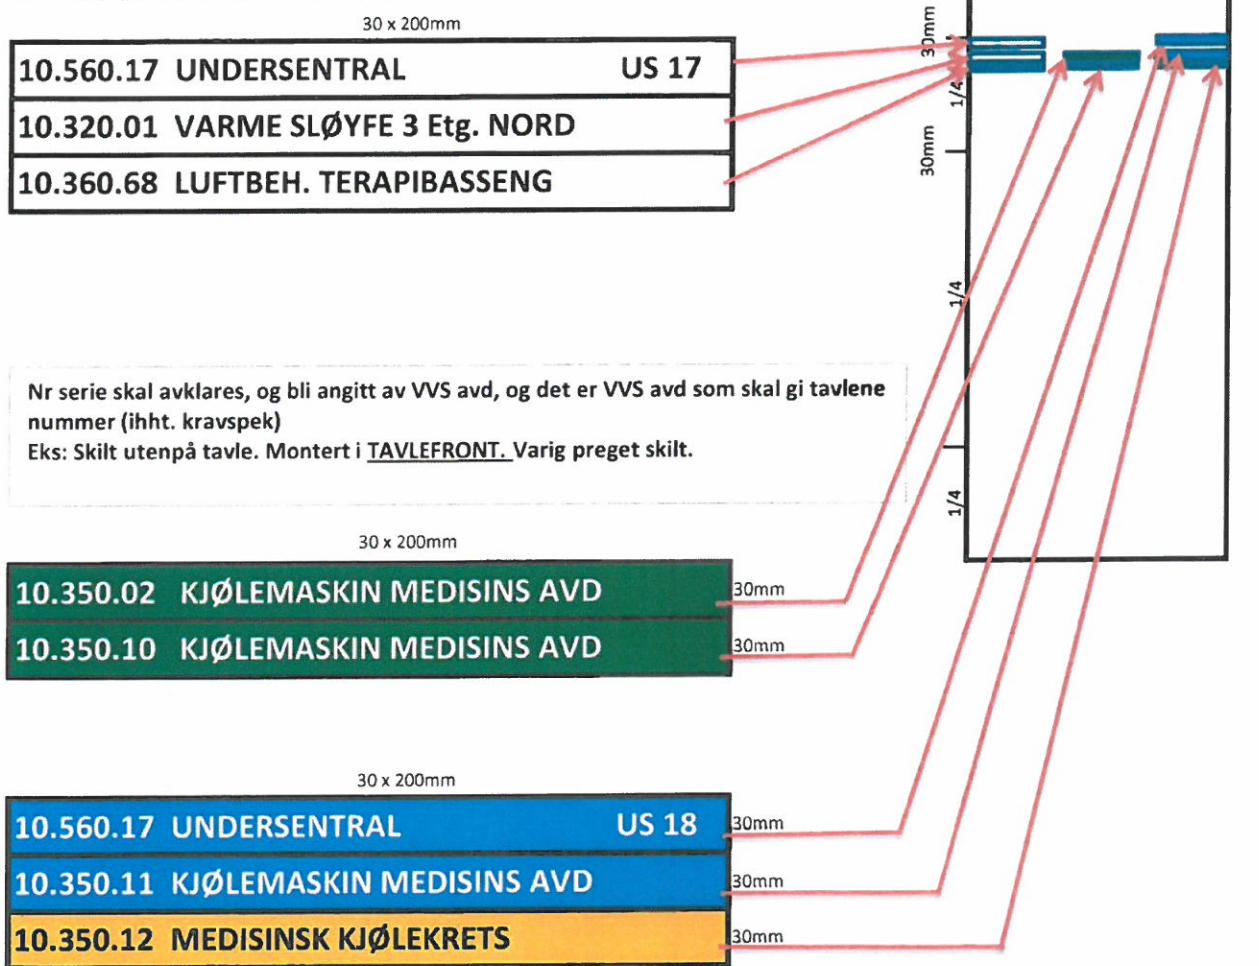 30 x 200mm
10.560.17 UNDERSENTRAL US 17
10.320.01 VARME SLØYFE 3 Etg. NORD
10.360.68 LUFTBEH. TERAPIBASSENG
30mm
1/4
30mm
1/4
1/4
Nr serie skal avklares, og bli angitt av VVS avd, og det er VVS avd som skal gi tavlene
nummer (ihht. kravspek)
Eks: Skilt utenpå tavle. Montert i TAVLEFRONT. Varig preget skilt.
30 x 200mm
10.350.02 KJØLEMASKIN MEDISINS AVD 30mm
10.350.10 KJØLEMASKIN MEDISINS AVD 30mm
30 x 200mm
10.560.17 UNDERSENTRAL US 18 30mm
10.350.11 KJØLEMASKIN MEDISINS AVD 30mm
10.350.12 MEDISINSK KJØLEKRETS 30mm